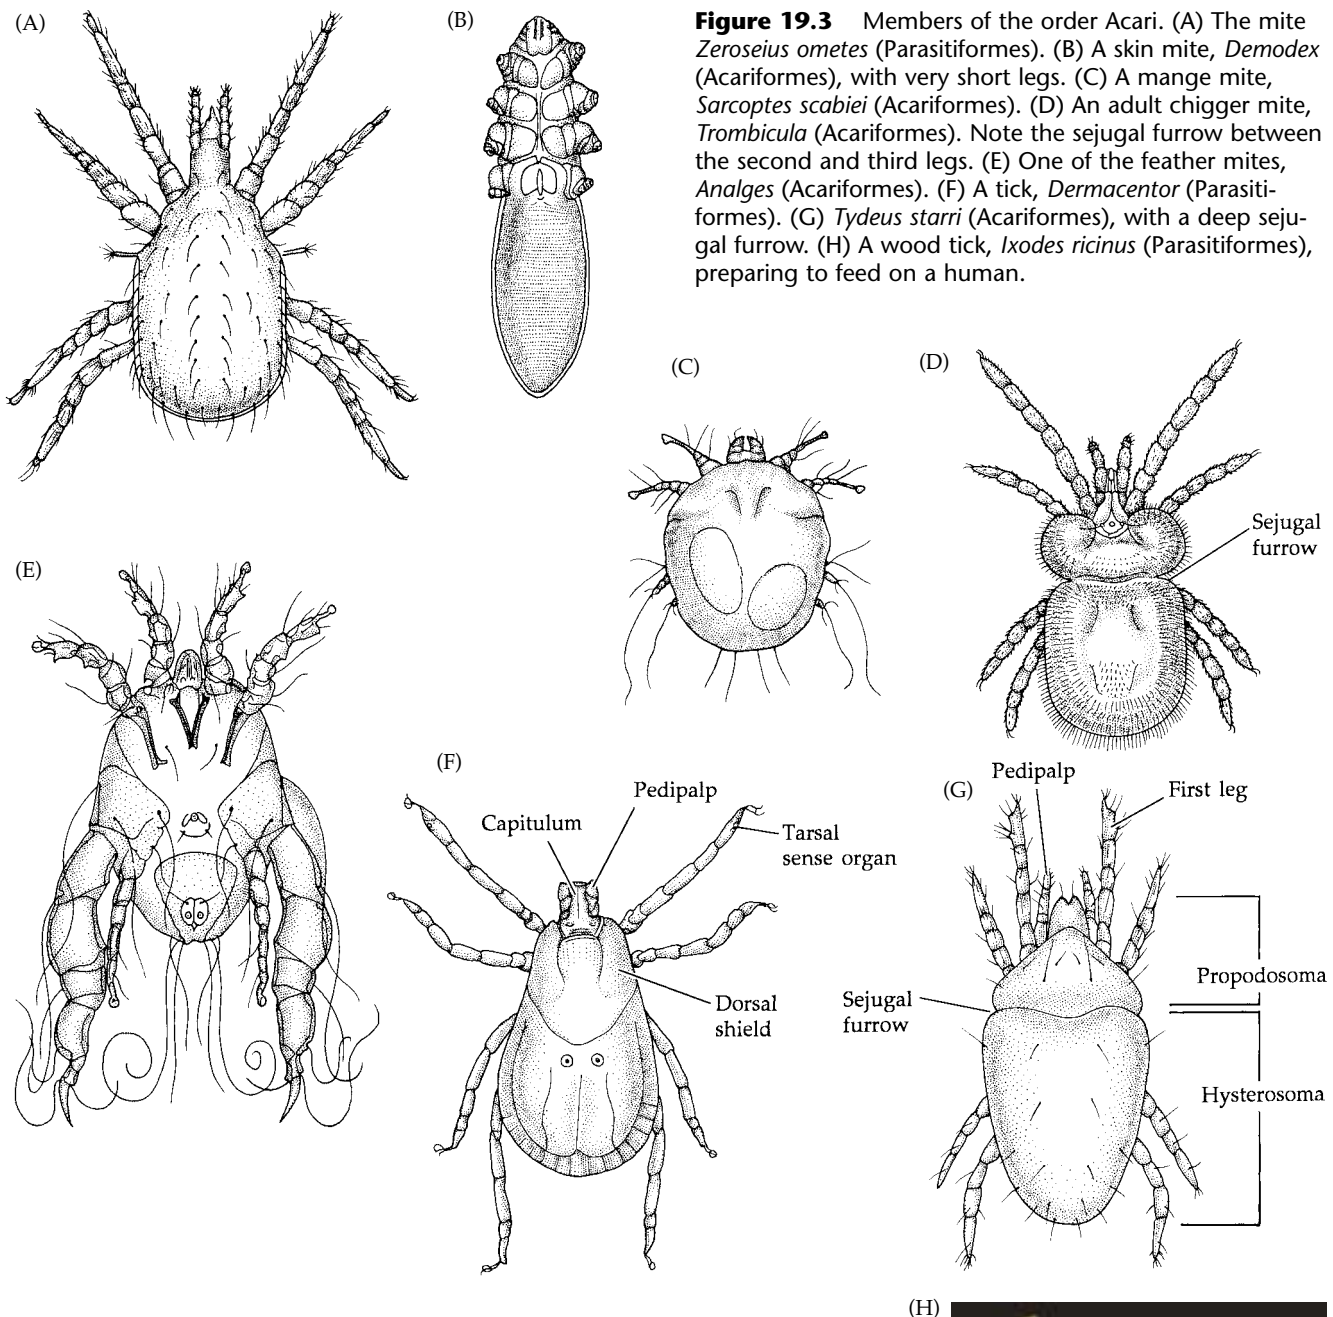 (A)
(B)
Figure 19.3 Members of the order Acari. (A) The mite
Zeroseius ometes (Parasitiformes). (B) A skin mite, Demodex
(Acariformes), with very short legs. (C) A mange mite,
Sarcoptes scabiei (Acariformes). (D) An adult chigger mite,
Trombicula (Acariformes). Note the sejugal furrow between
the second and third legs. (E) One of the feather mites,
Analges (Acariformes). (F) A tick, Dermacentor (Parasiti-
formes). (G) Tydeus starri (Acariformes), with a deep seju-
gal furrow. (H) A wood tick, Ixodes ricinus (Parasitiformes),
preparing to feed on a human.
(C)
(D)
Sejugal
furrow
(E)
(F)
Capitulum
Pedipalp
Tarsal
sense organ
Dorsal
shield
(G)
Pedipalp
First leg
Propodosoma
Sejugal
furrow
Hysterosoma
(H)